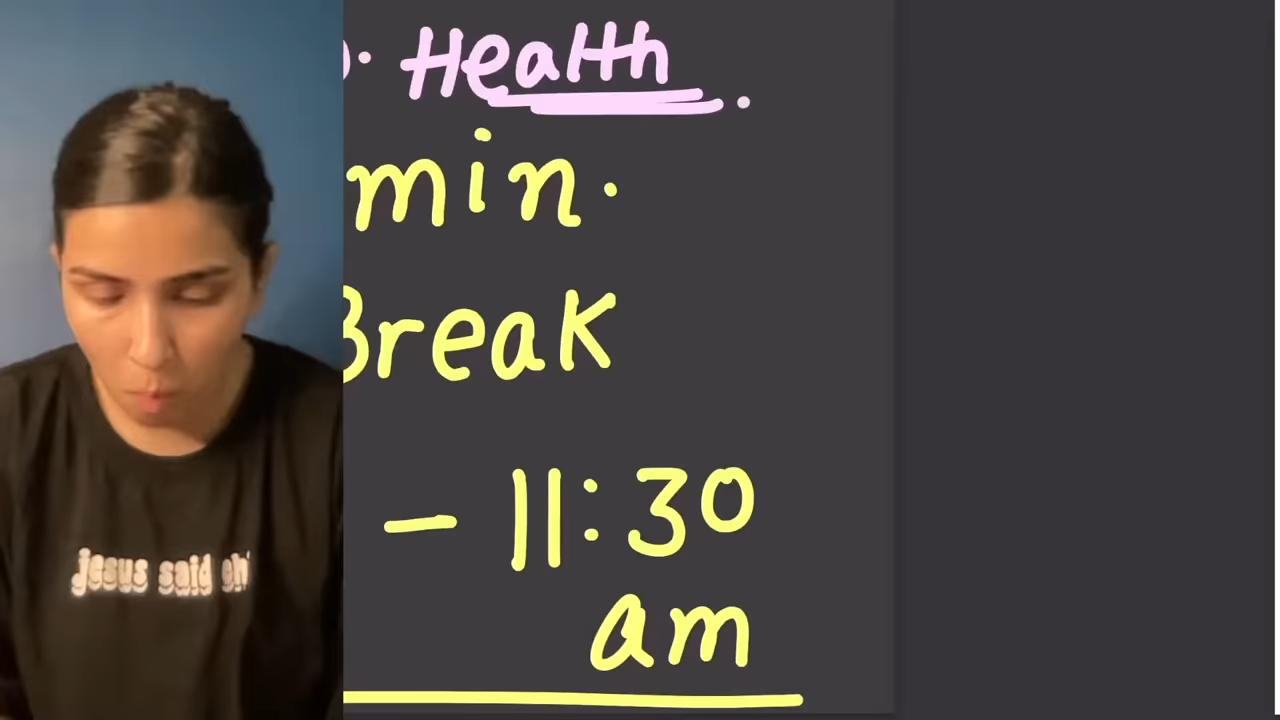 . Health.
min.
Break
- 11:30
am
jesus said